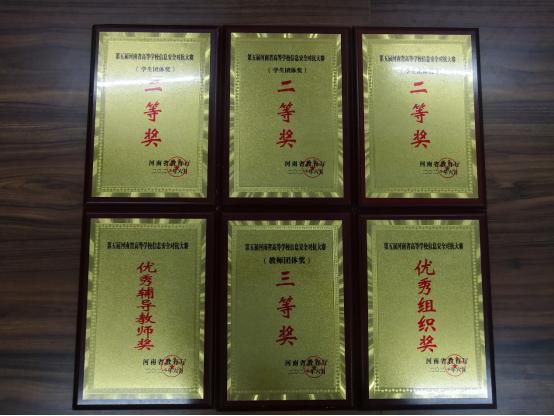 第五届河南省高等学校信息安全对抗大赛
(学生团体奖)
三等奖
河南省教育厅
第五届河南省高等学校信息安全对抗大赛
(学生团体奖)
二等奖
河南省教育厅
第五届河南省高等学校信息安全对抗大赛
(学生团体奖)
二等奖
河南省教育厅
第五届河南省高等学校信息安全对抗大赛
优秀辅导教师奖
河南省教育厅
第五届河南省高等学校信息安全对抗大赛
(教师团体奖)
三等奖
河南省教育厅
第五届河南省高等学校信息安全对抗大赛
优秀组织奖
河南省教育厅